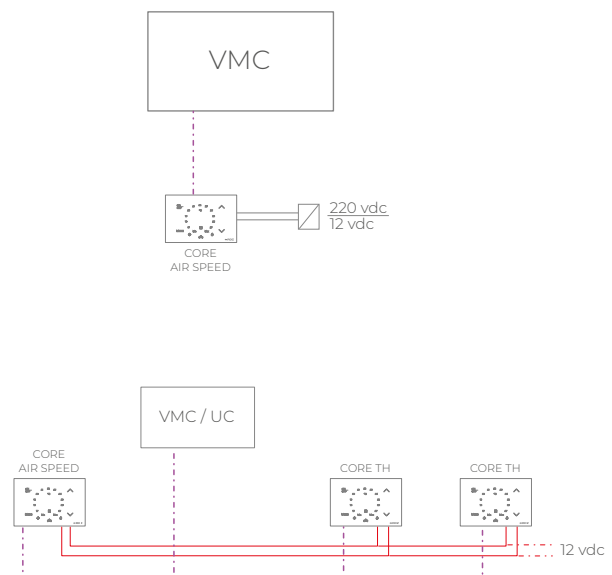 VMC
220 vdc
12 vdc
CORE
AIR SPEED
VMC / UC
CORE
AIR SPEED
CORE TH
CORE TH
12 vdc